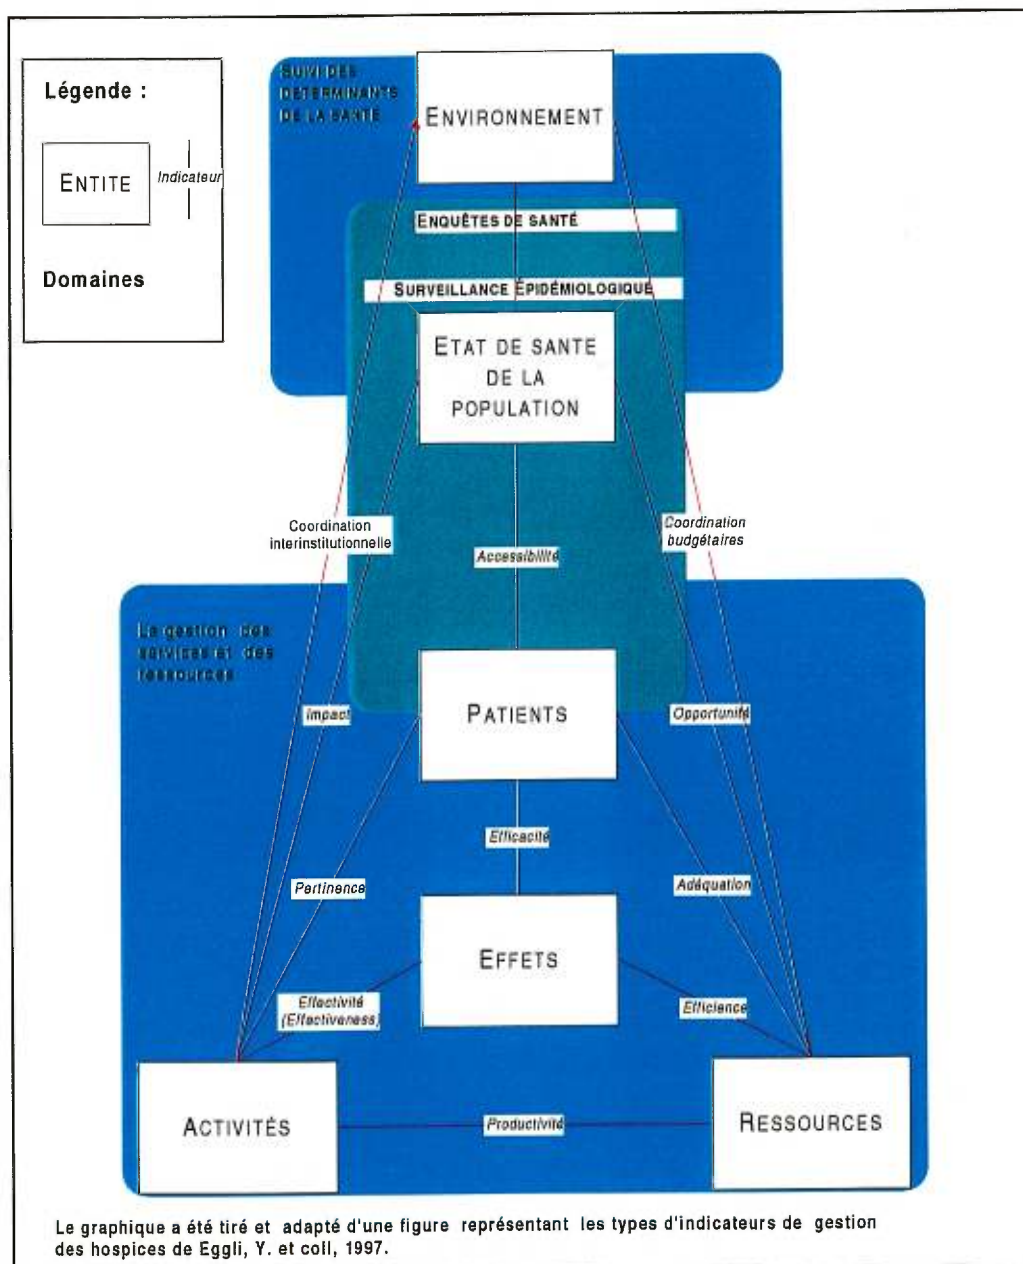 Légende :
ENTITE
Indicateur
Domaines
SUIVI DES
DÉTERMINANTS
DE LA SANTÉ
ENVIRONNEMENT
ENQUÊTES DE SANTÉ
SURVEILLANCE ÉPIDÉMIOLOGIQUE
ETAT DE SANTE
DE LA
POPULATION
Coordination
interinstitutionnelle
Accessibilité
Coordination
budgétaires
La gestion des
services et des
ressources
Impact
PATIENTS
Opportunité
Efficacité
Pertinence
Adéquation
EFFETS
Effectivité
(Effectiveness)
Efficience
ACTIVITÉS
Productivité
RESSOURCES
Le graphique a été tiré et adapté d'une figure représentant les types d'indicateurs de gestion
des hospices de Eggli, Y. et coll, 1997.